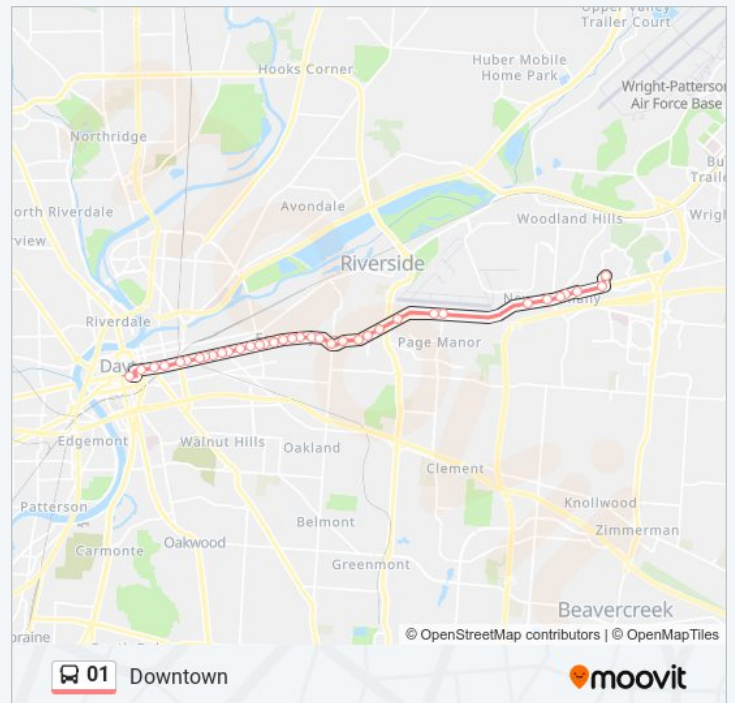 Upper Valley
Trailer Court
Hooks Corner
Huber Mobile
Home Park
Wright-Patterson
Air Force Base
Northridge
Bu
Traile
Avondale
orth Riverdale
Woodland Hills
Wrigh
rview
Riverside
Riverdale
Page Manor
Edgemont
Walnut Hills
Oakland
Clement
Patterson
Knollwood
Belmont
Zimmerman
Oakwood
Carmonte
Greenmont
Beavercreek
oraine
© OpenStreetMap contributors | © OpenMapTiles
01 Downtown
moovit